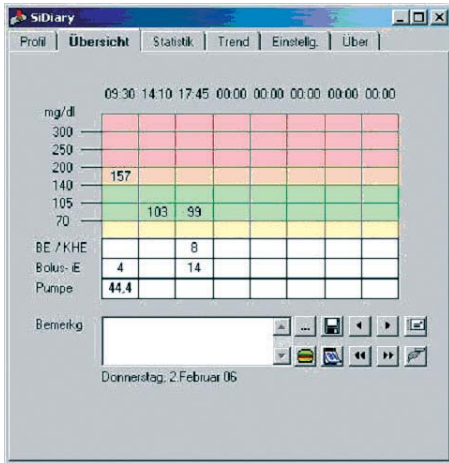 SiDiary
Profil Übersicht Statistik Trend Einstellg. Über
09:30 14:10 17:45 00:00 00:00 00:00 00:00 00:00
mg/dl
300
250
200
157
140
105
103 99
70
BE / KHE 8
Bolus- iE 4 14
Pumpe 44,4
Bemerkg
...
Donnerstag, 2.Februar 06